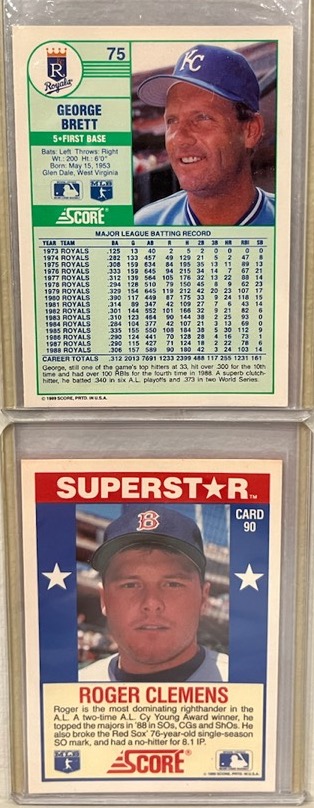 75
R
Royals
GEORGE
BRETT
5•FIRST BASE
Bats: Left Throws: Right
Wt: 200 Ht: 6'0"
Born: May 15, 1953
Glen Dale, West Virginia
KC
SCORE
MAJOR LEAGUE BATTING RECORD
YEAR TEAM BA G AB R H 2B 3B HR RBI SB
1973 ROYALS .125 13 40 2 5 2 0 0 0 0
1974 ROYALS .282 133 457 49 129 21 5 2 47 8
1975 ROYALS .308 159 634 84 195 35 13 11 89 13
1976 ROYALS .333 159 645 94 215 34 14 7 67 21
1977 ROYALS .312 139 564 105 176 32 13 22 88 14
1978 ROYALS .294 128 510 79 150 45 8 9 62 23
1979 ROYALS .329 154 645 119 212 42 20 23 107 17
1980 ROYALS .390 117 449 87 175 33 9 24 118 15
1981 ROYALS .314 89 347 42 109 27 7 6 43 14
1982 ROYALS .301 144 552 101 166 32 9 21 82 6
1983 ROYALS .310 123 464 90 144 38 2 25 93 0
1984 ROYALS .284 104 377 42 107 21 3 13 69 0
1985 ROYALS .335 155 550 108 184 38 5 30 112 9
1986 ROYALS .290 124 441 70 128 28 4 16 73 1
1987 ROYALS .290 115 427 71 124 18 2 22 78 6
1988 ROYALS .306 157 589 90 180 42 3 24 103 14
CAREER TOTALS .312 2013 7691 1233 2399 488 117 255 1231 161
George, still one of the game's top hitters at 33, hit over .300 for the 10th
time and had over 100 RBIs for the fourth time in 1988. A superb clutch-
hitter, he batted .340 in six A.L. playoffs and .373 in two World Series.
© 1989 SCORE, PRTD. IN U.S.A.
SUPERST★R™
CARD
90
B
ROGER CLEMENS
Roger is the most dominating righthander in the
A.L. A two-time A.L. Cy Young Award winner, he
topped the majors in '88 in SOs, CGs and ShOs. He
also broke the Red Sox' 76-year-old single-season
SO mark, and had a no-hitter for 8.1 IP.
SCORE
© 1989 SCORE, PRTD. IN U.S.A.